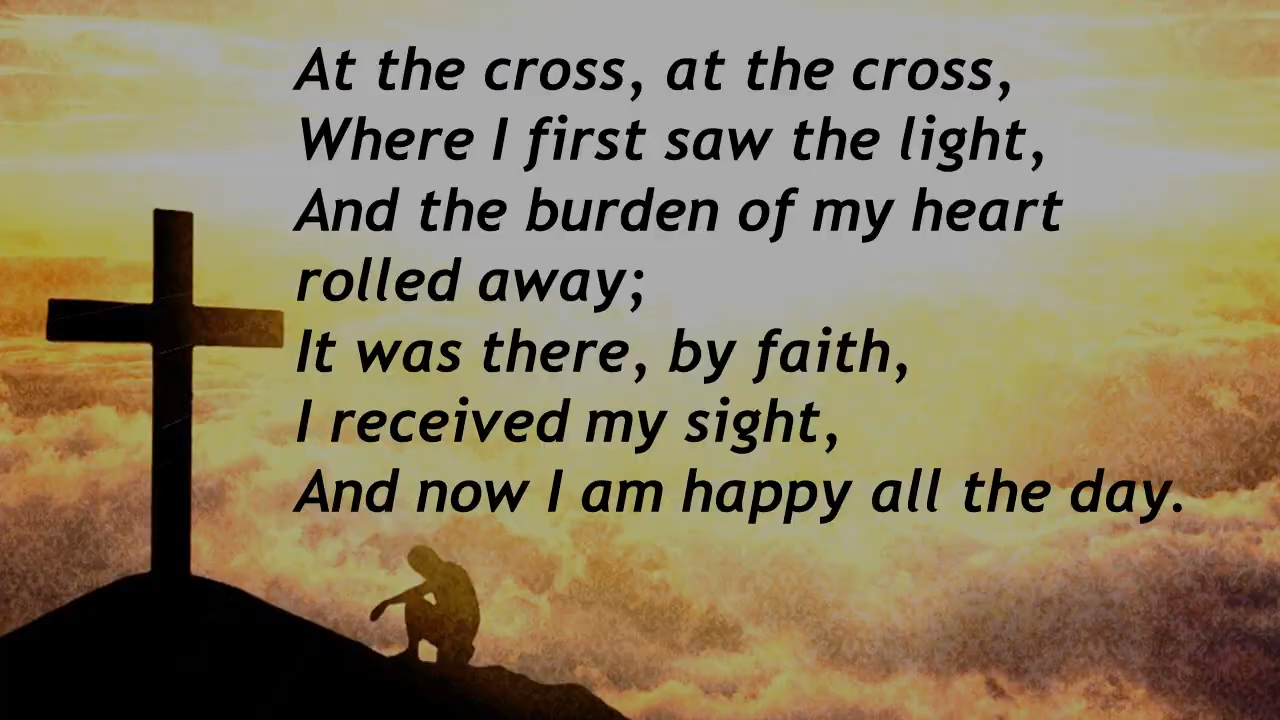 At the cross, at the cross,
Where I first saw the light,
And the burden of my heart
rolled away;
It was there, by faith,
I received my sight,
And now I am happy all the day.